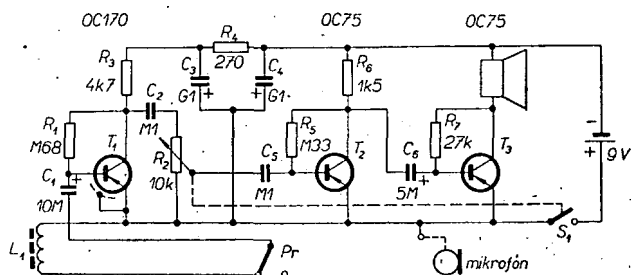 OC170
OC75
OC75
R4
270
R3
4k7
C3
G1
+
C4
G1
+
R6
1k5
C2
M1
R1
M68
T1
R2
10k
R5
M33
T2
R7
27k
T3
C1
+
10M
C5
M1
C6
+
5M
-
+
9V
S1
L1
Pr
mikrofón